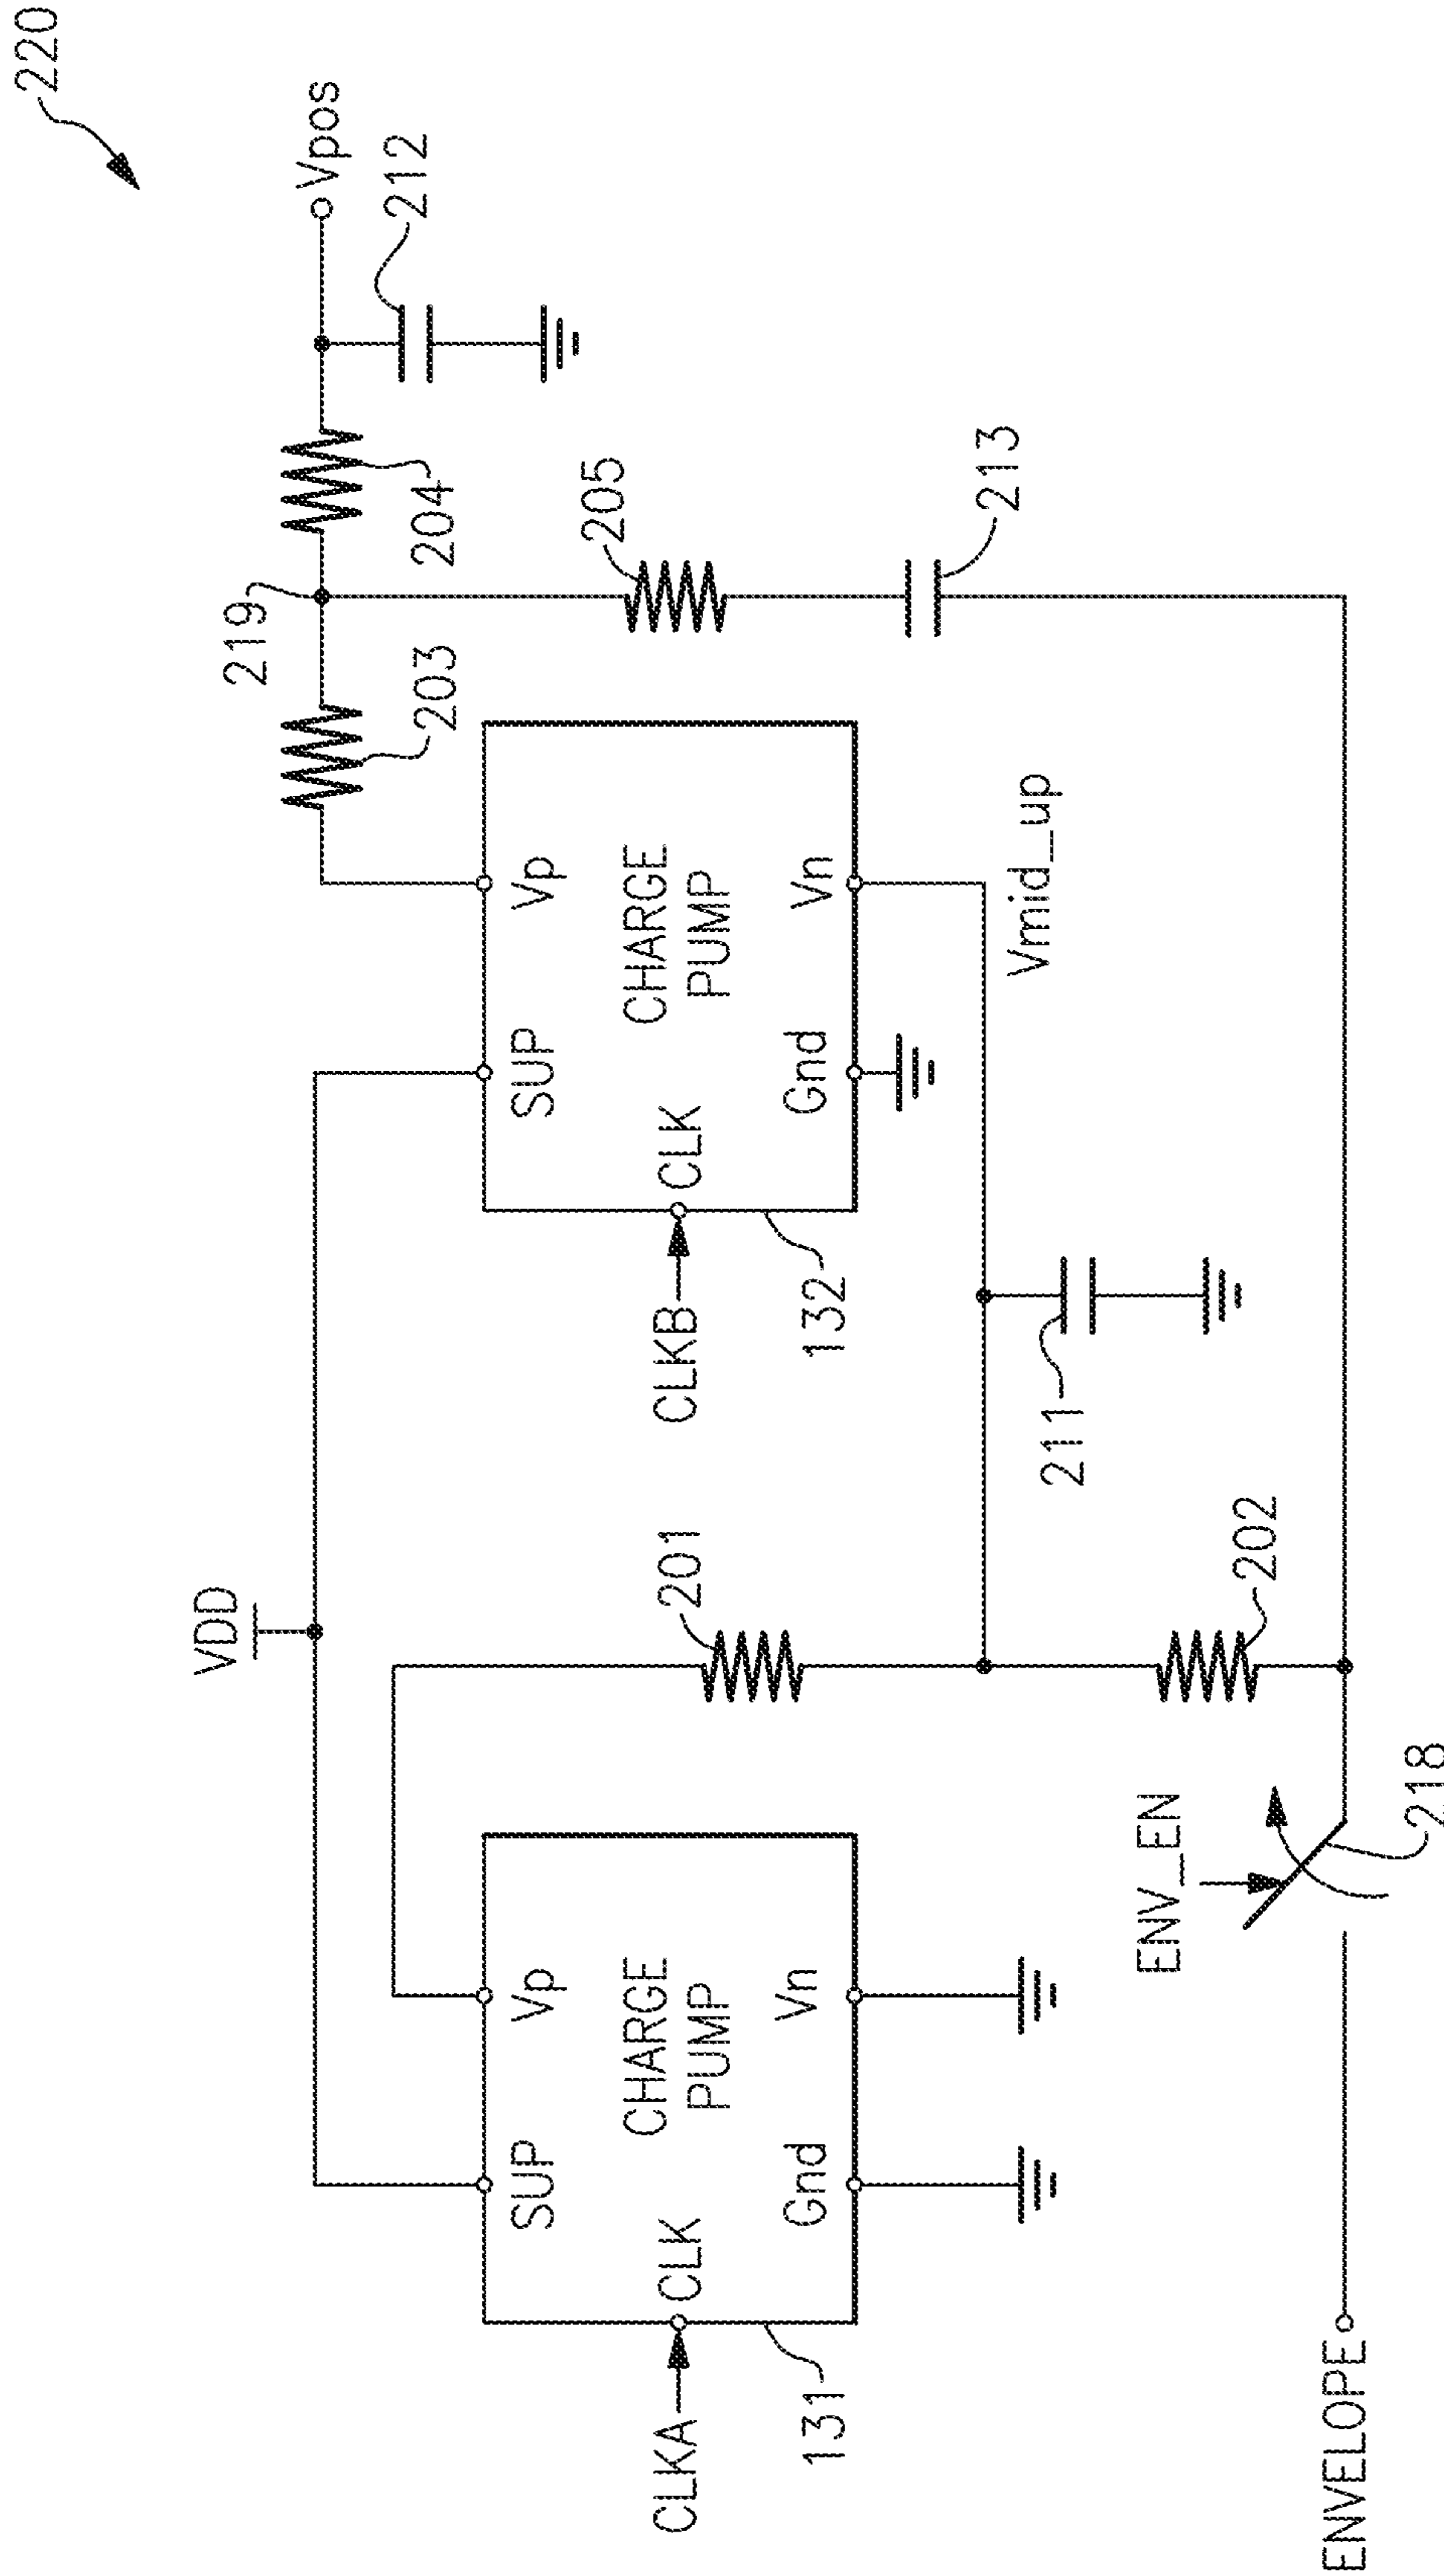 220
VDD
219
Vpos
203
204
212
SUP
Vp
CLKA
CLK
CHARGE
PUMP
Gnd
Vn
131
201
SUP
Vp
CLKB
CLK
CHARGE
PUMP
Gnd
Vn
132
205
213
211
Vmid_up
ENV_EN
202
218
ENVELOPE